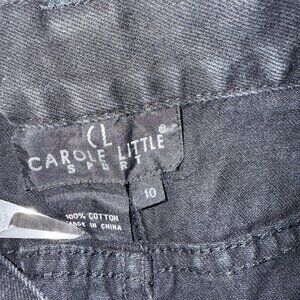 CL
CAROLE LITTLE®
SPORT
10
100% COTTON
MADE IN CHINA